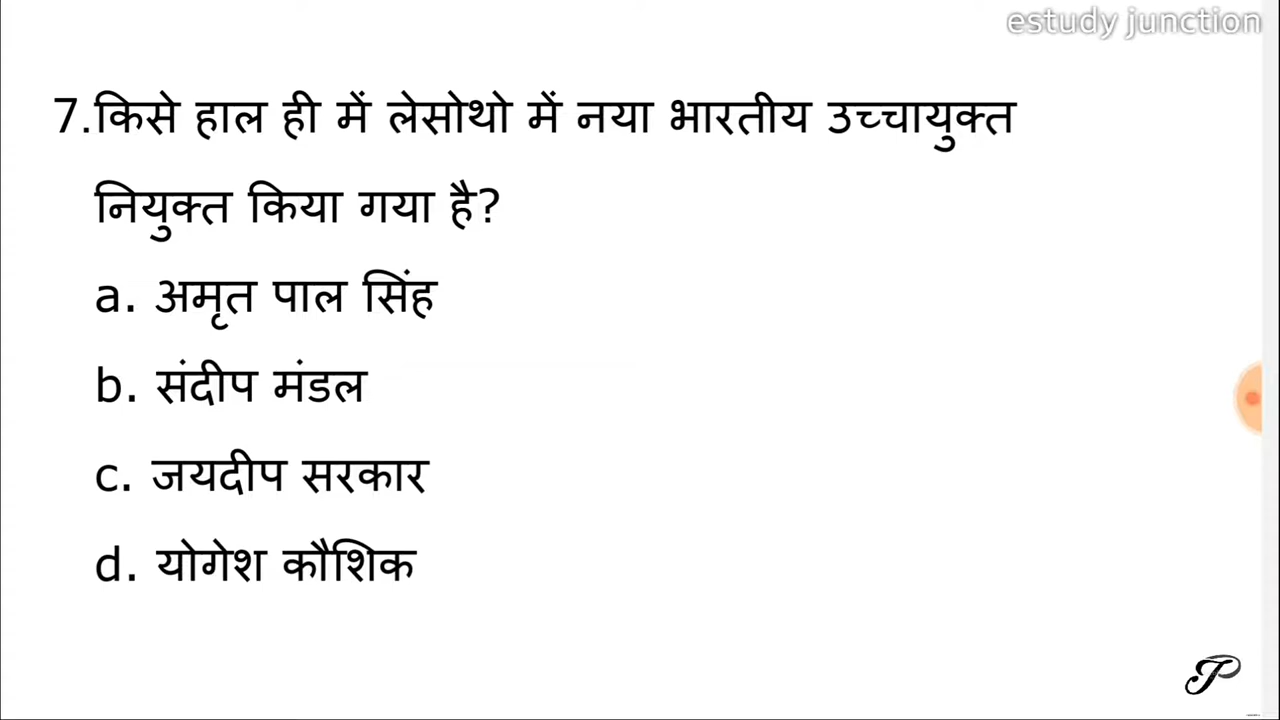 estudy junction
7.किसे हाल ही में लेसोथो में नया भारतीय उच्चायुक्त
नियुक्त किया गया है?
a. अमृत पाल सिंह
b. संदीप मंडल
c. जयदीप सरकार
d. योगेश कौशिक